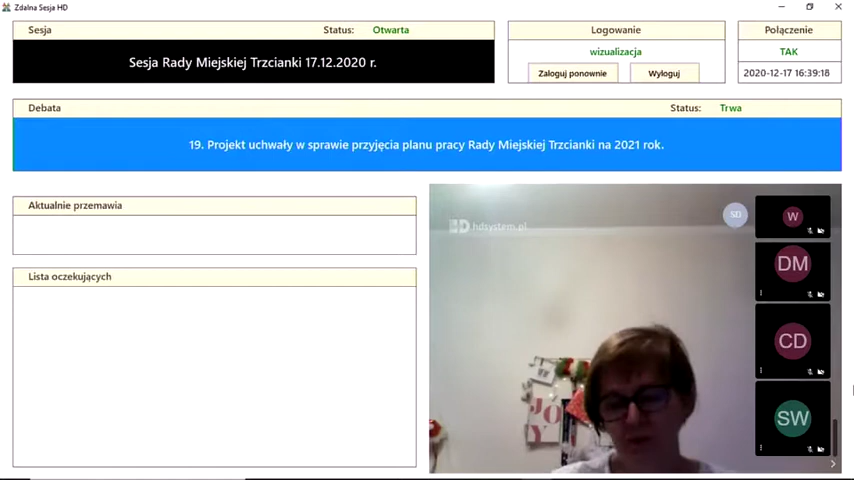 Zdalna Sesja HD
Sesja
Status: Otwarta
Sesja Rady Miejskiej Trzcianki 17.12.2020 r.
Logowanie
wizualizacja
Zaloguj ponownie
Wyloguj
Połączenie
TAK
2020-12-17 16:39:18
Debata
Status: Trwa
19. Projekt uchwały w sprawie przyjęcia planu pracy Rady Miejskiej Trzcianki na 2021 rok.
Aktualnie przemawia
Lista oczekujących
HD hdsystem.pl
SD
W
DM
CD
SW
JO
Y